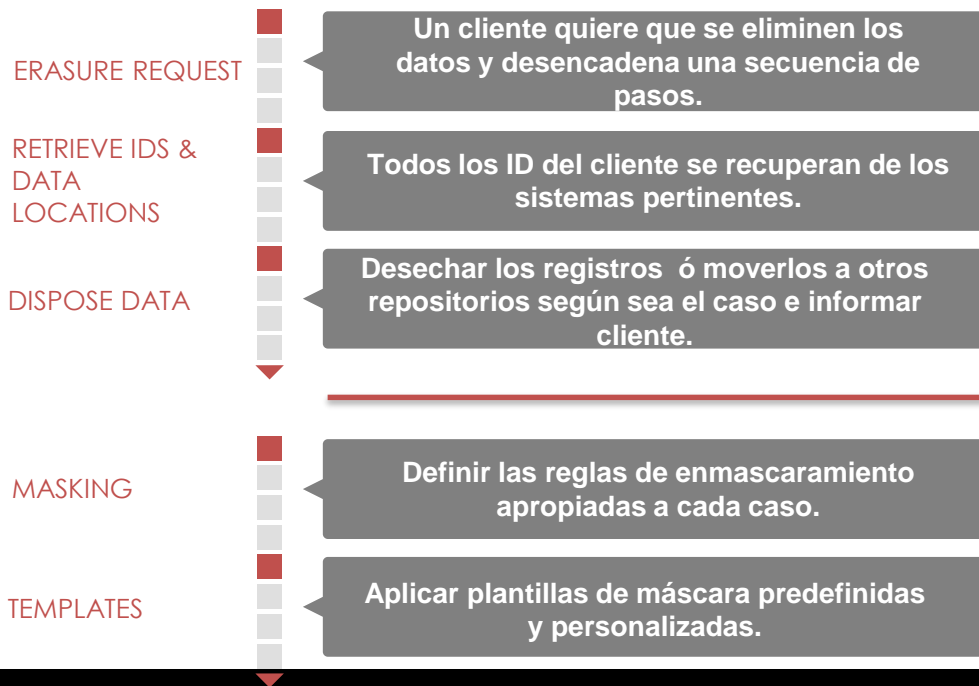 ERASURE REQUEST
Un cliente quiere que se eliminen los
datos y desencadena una secuencia de
pasos.
RETRIEVE IDS &
DATA
LOCATIONS
Todos los ID del cliente se recuperan de los
sistemas pertinentes.
DISPOSE DATA
Desechar los registros ó moverlos a otros
repositorios según sea el caso e informar
cliente.
MASKING
Definir las reglas de enmascaramiento
apropiadas a cada caso.
TEMPLATES
Aplicar plantillas de máscara predefinidas
y personalizadas.